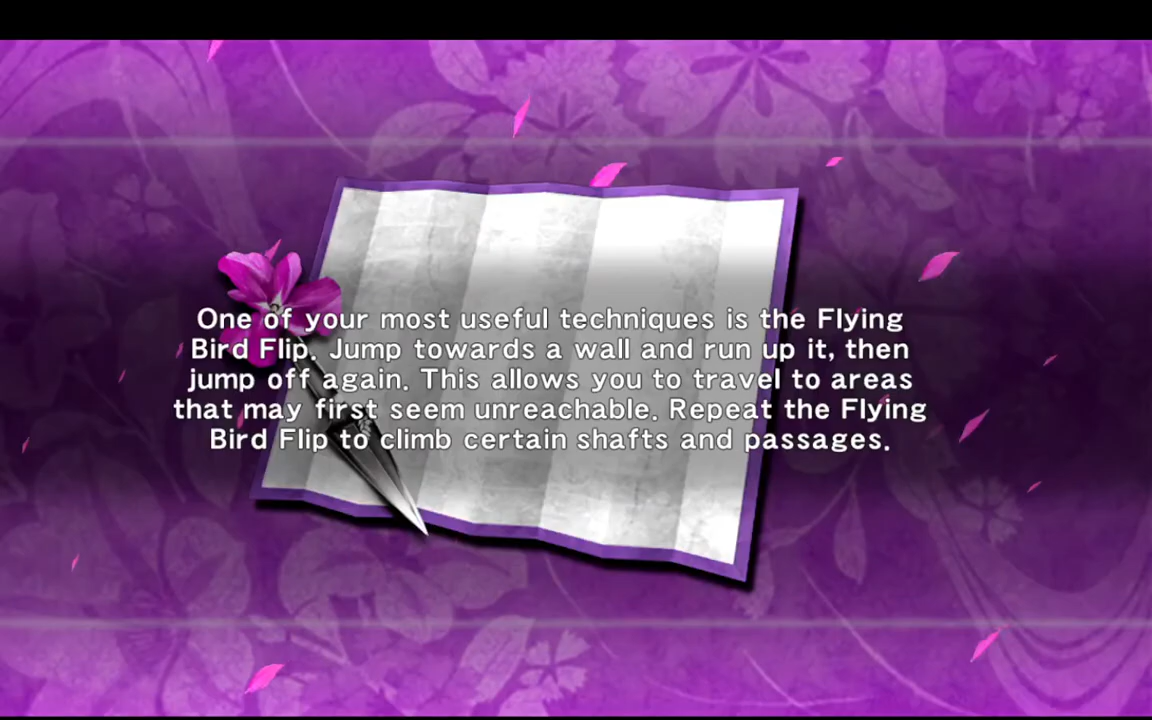 One of your most useful techniques is the Flying
Bird Flip. Jump towards a wall and run up it, then
jump off again. This allows you to travel to areas
that may first seem unreachable. Repeat the Flying
Bird Flip to climb certain shafts and passages.